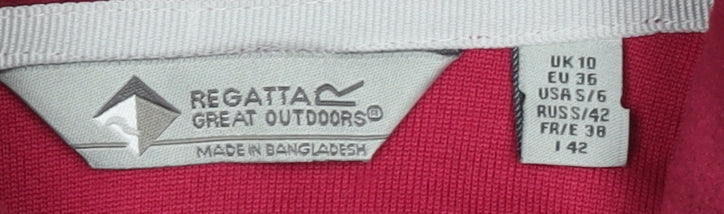 REGATTA
GREAT OUTDOORS®
MADE IN BANGLADESH
UK 10
EU 36
USA S/6
RUS S/42
FR/E 38
I 42